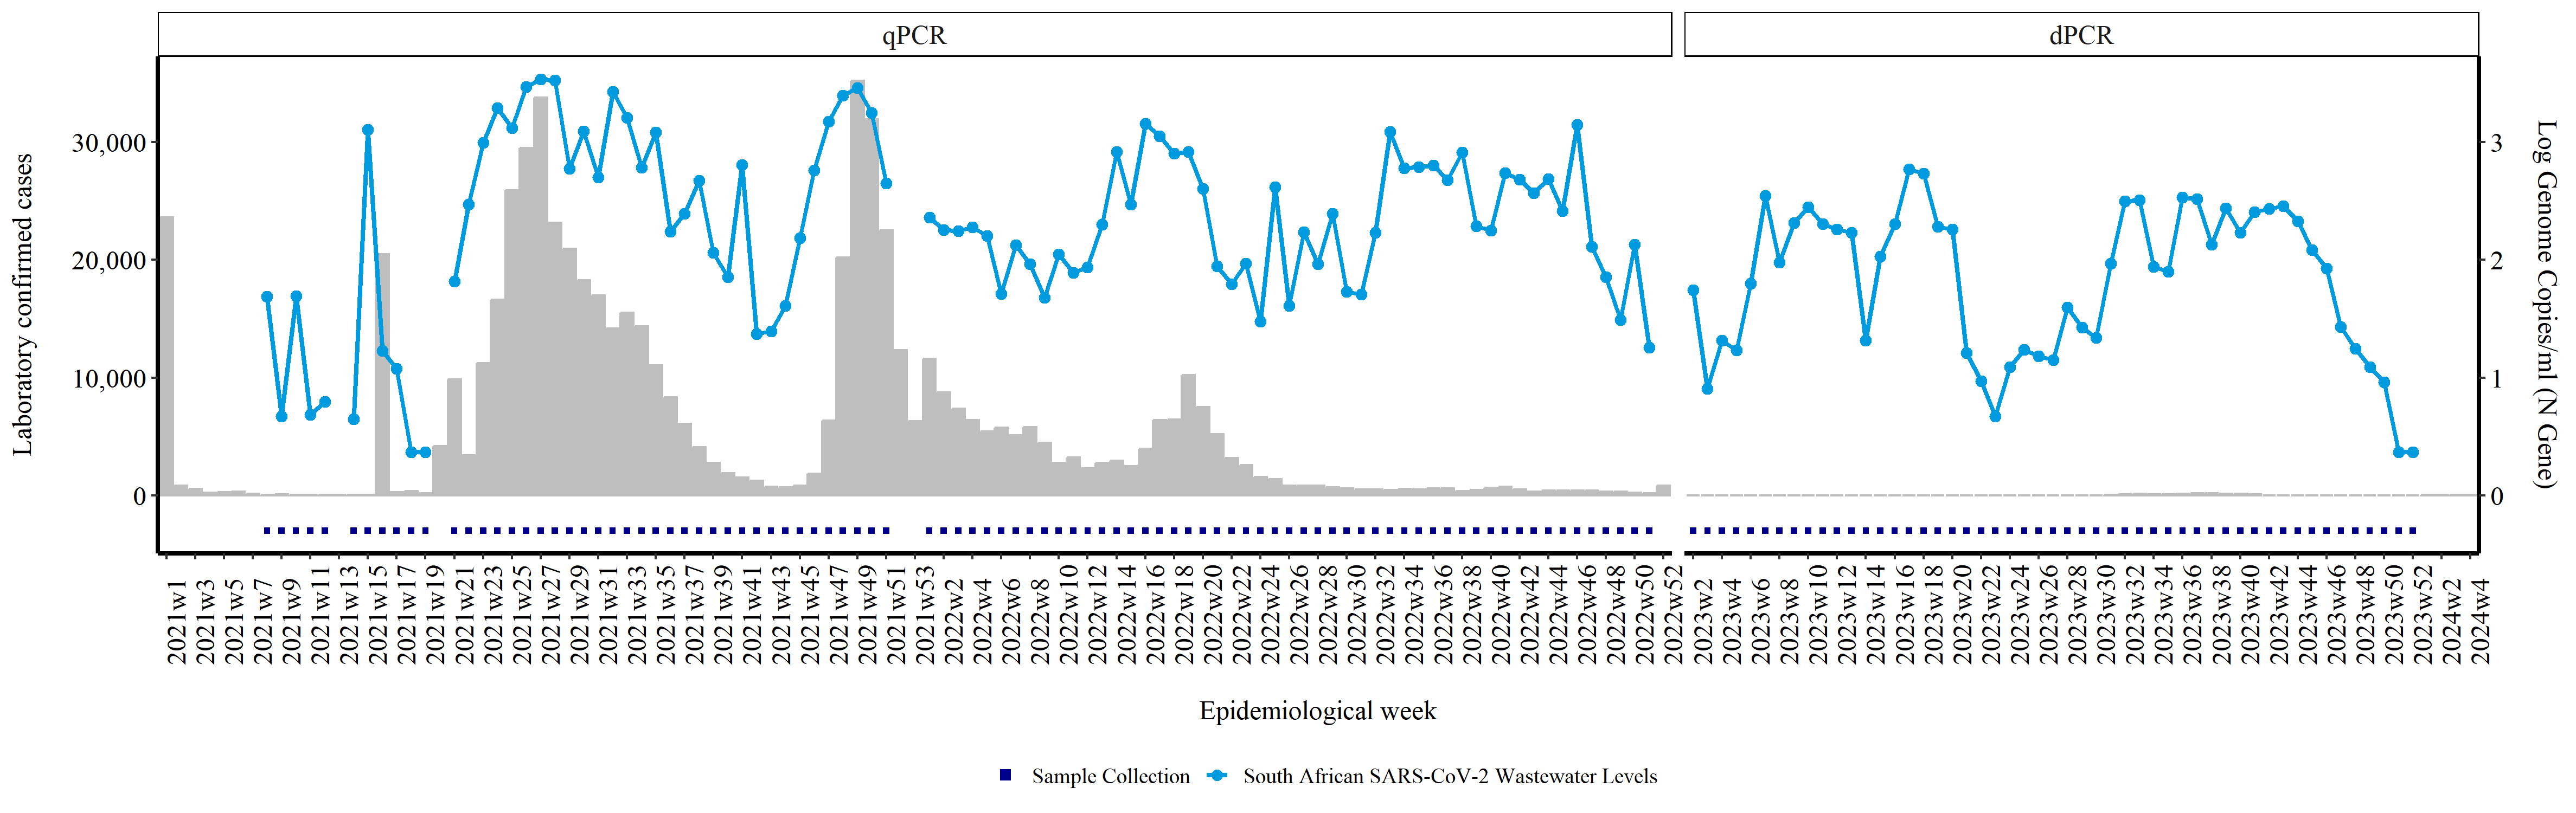 qPCR
dPCR
Laboratory confirmed cases
30,000
20,000
10,000
0
3
2
1
0
Log Genome Copies/ml (N Gene)
2021w1
2021w3
2021w5
2021w7
2021w9
2021w11
2021w13
2021w15
2021w17
2021w19
2021w21
2021w23
2021w25
2021w27
2021w29
2021w31
2021w33
2021w35
2021w37
2021w39
2021w41
2021w43
2021w45
2021w47
2021w49
2021w51
2021w53
2022w2
2022w4
2022w6
2022w8
2022w10
2022w12
2022w14
2022w16
2022w18
2022w20
2022w22
2022w24
2022w26
2022w28
2022w30
2022w32
2022w34
2022w36
2022w38
2022w40
2022w42
2022w44
2022w46
2022w48
2022w50
2022w52
2023w2
2023w4
2023w6
2023w8
2023w10
2023w12
2023w14
2023w16
2023w18
2023w20
2023w22
2023w24
2023w26
2023w28
2023w30
2023w32
2023w34
2023w36
2023w38
2023w40
2023w42
2023w44
2023w46
2023w48
2023w50
2023w52
2024w2
2024w4
Epidemiological week
Sample Collection
South African SARS-CoV-2 Wastewater Levels